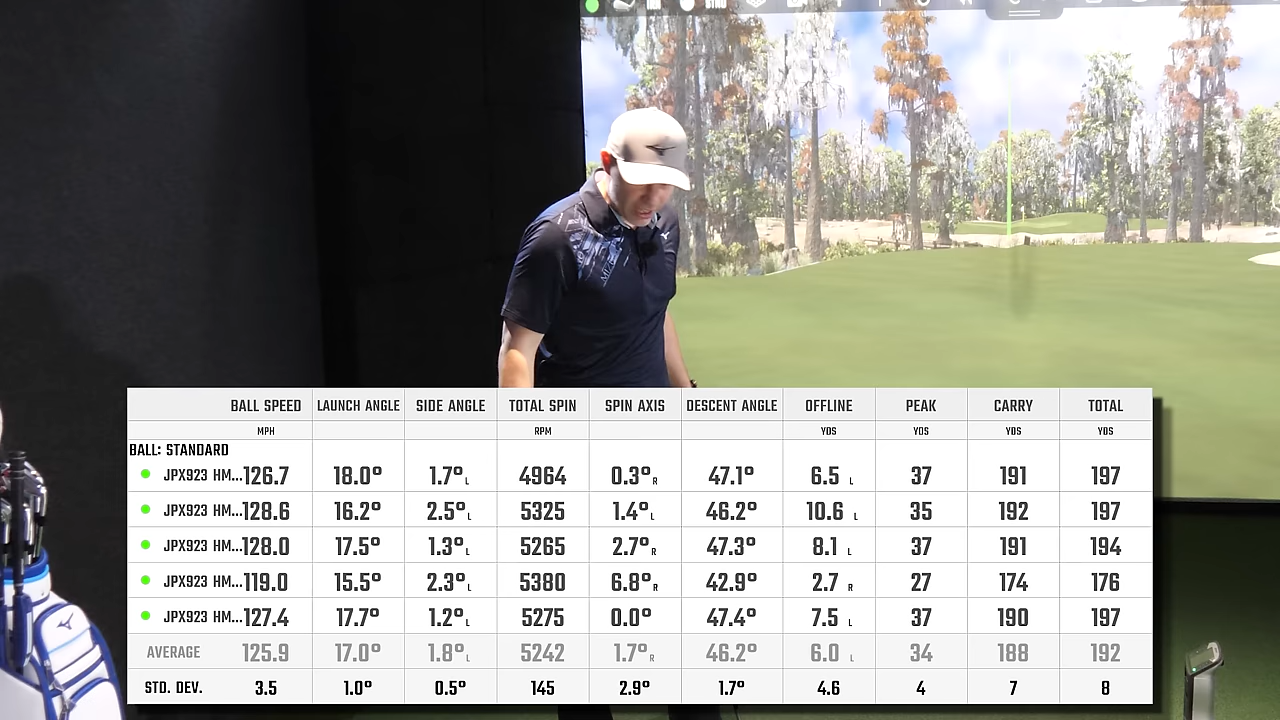 BALL SPEED LAUNCH ANGLE SIDE ANGLE TOTAL SPIN SPIN AXIS DESCENT ANGLE OFFLINE PEAK CARRY TOTAL
MPH RPM YDS YDS YDS YDS
BALL: STANDARD
JPX923 HM... 126.7 18.0° 1.7° L 4964 0.3° R 47.1° 6.5 L 37 191 197
JPX923 HM... 128.6 16.2° 2.5° L 5325 1.4° L 46.2° 10.6 L 35 192 197
JPX923 HM... 128.0 17.5° 1.3° L 5265 2.7° R 47.3° 8.1 L 37 191 194
JPX923 HM... 119.0 15.5° 2.3° L 5380 6.8° R 42.9° 2.7 R 27 174 176
JPX923 HM... 127.4 17.7° 1.2° L 5275 0.0° 47.4° 7.5 L 37 190 197
AVERAGE 125.9 17.0° 1.8° L 5242 1.7° R 46.2° 6.0 L 34 188 192
STD. DEV. 3.5 1.0° 0.5° 145 2.9° 1.7° 4.6 4 7 8